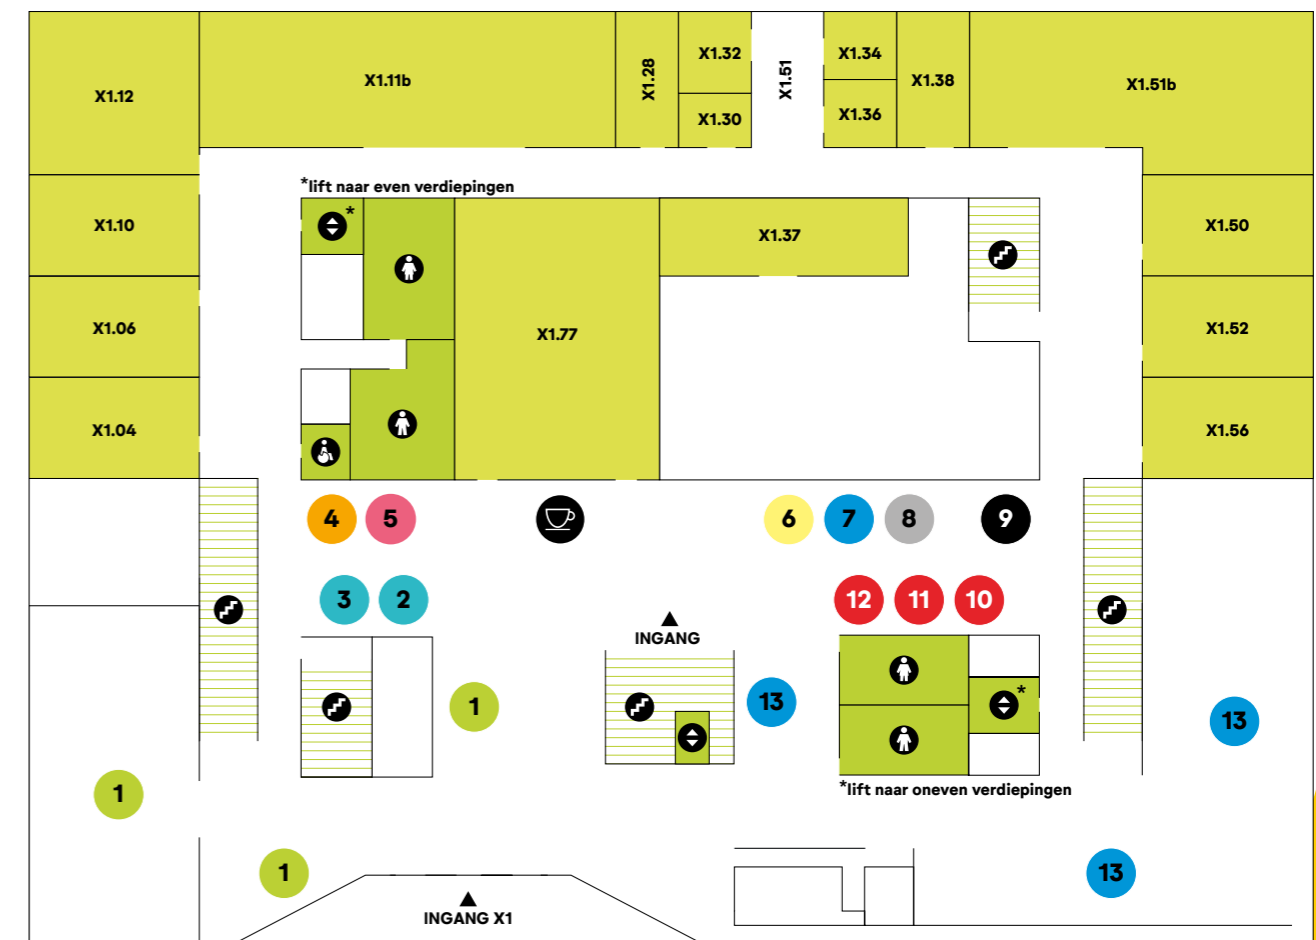 X1.12
X1.11b
X1.28
X1.32
X1.30
X1.51
X1.34
X1.36
X1.38
X1.51b
*lift naar even verdiepingen
*
X1.10
X1.37
X1.50
X1.06
X1.77
X1.52
X1.04
X1.56
4
5
6
7
8
9
3
2
12
11
10
INGANG
1
13
*
13
*lift naar oneven verdiepingen
1
1
13
INGANG X1